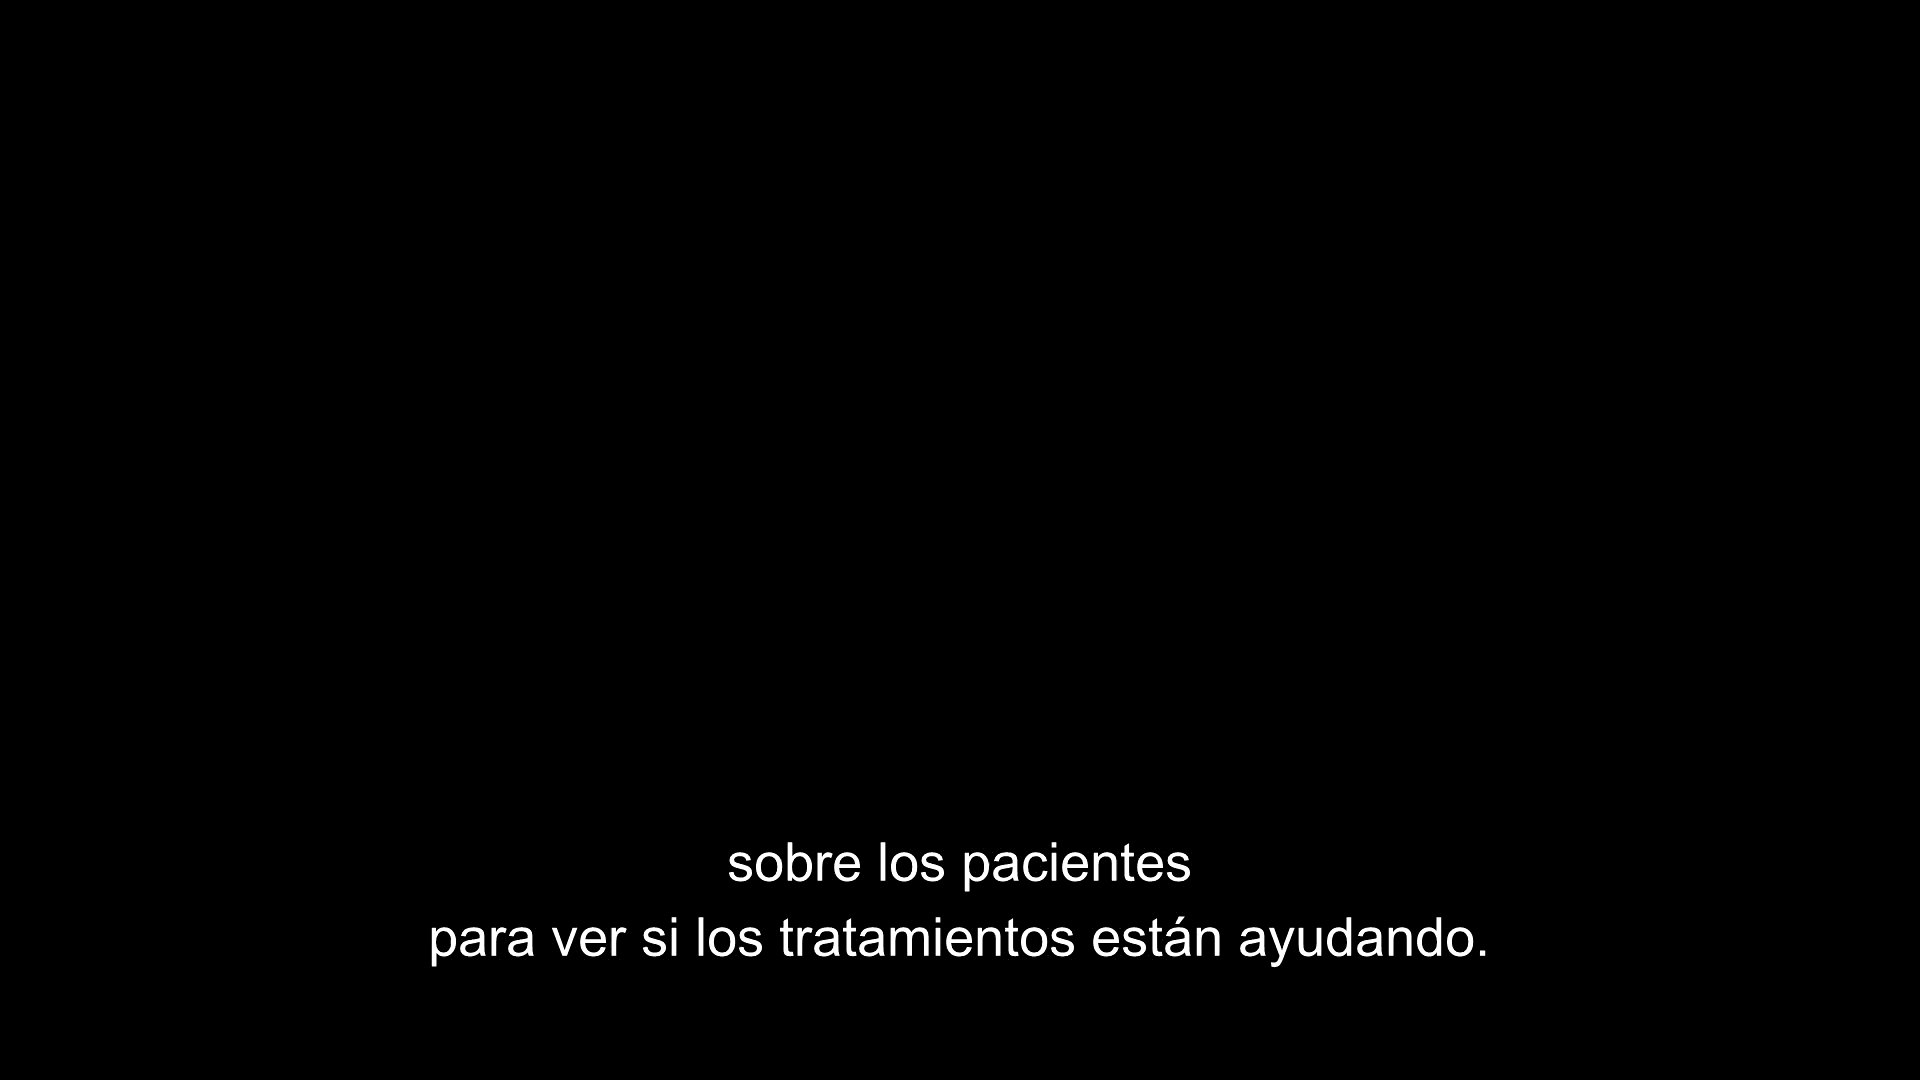 sobre los pacientes
para ver si los tratamientos están ayudando.